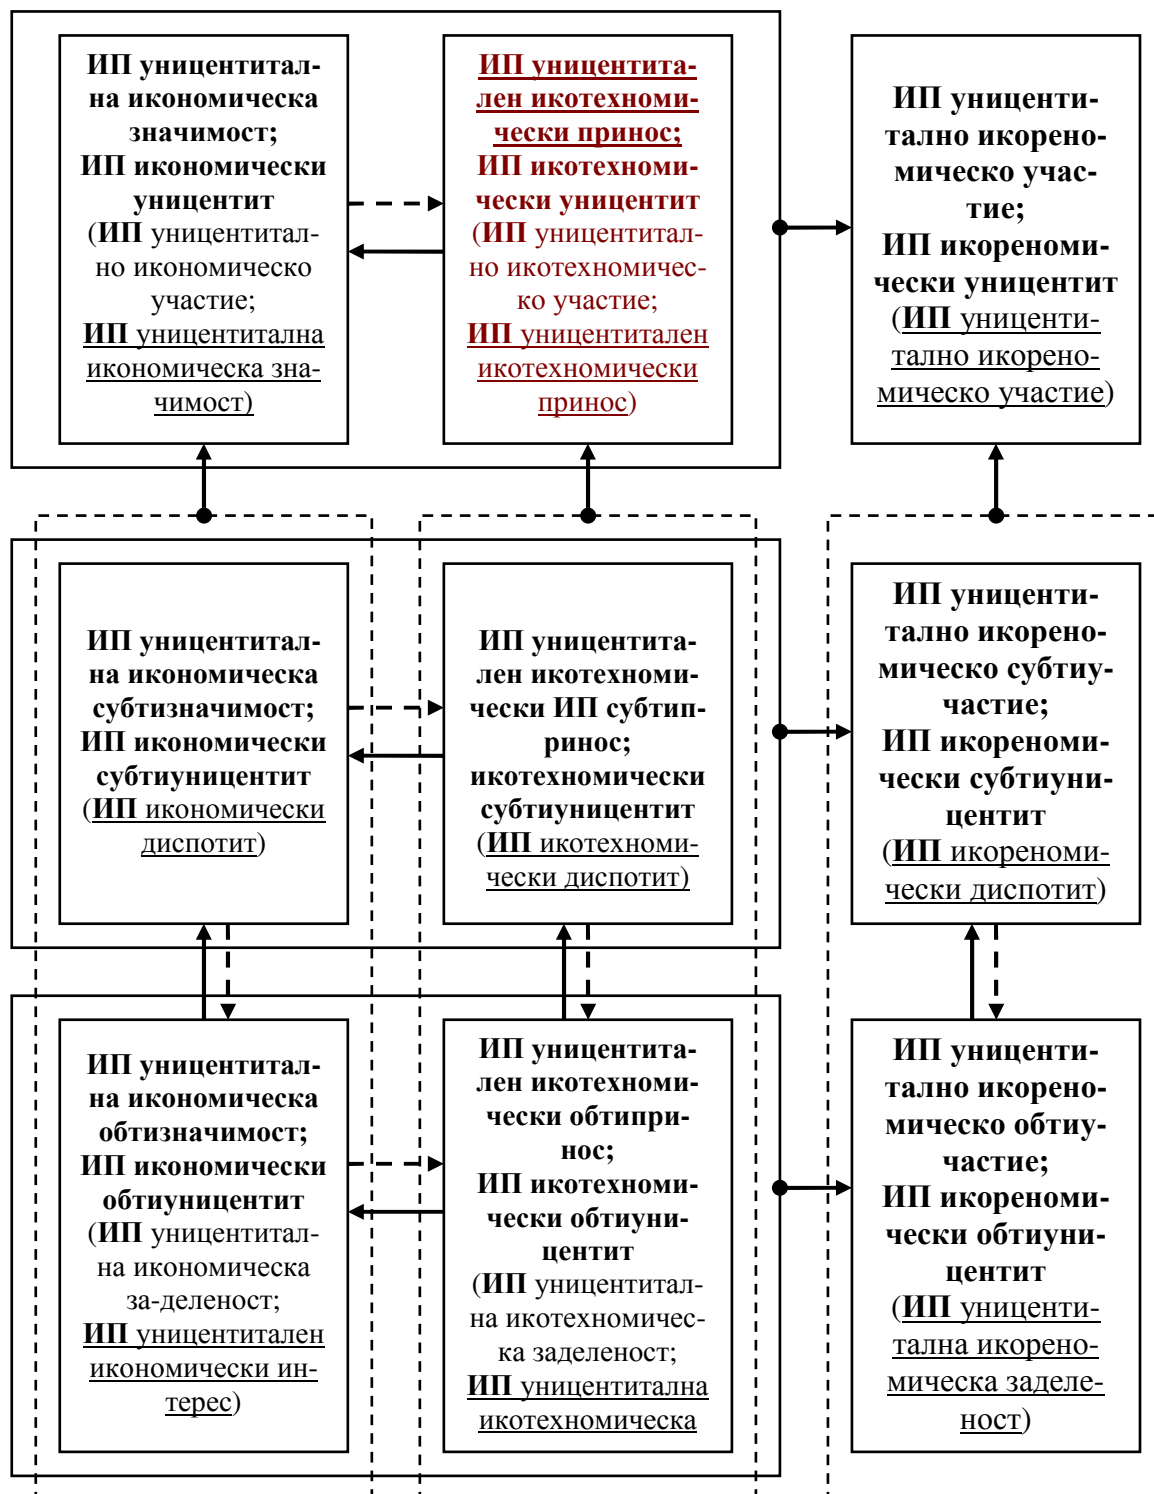 ИП уницентитал-
на икономическа
значимост;
ИП икономически
уницентит
(ИП уницентитал-
но икономическо
участие;
ИП уницентитална
икономическа зна-
чимост)
ИП уницентита-
лен икотехноми-
чески принос;
ИП икотехноми-
чески уницентит
(ИП уницентитал-
но икотехномичес-
ко участие;
ИП уницентитален
икотехномически
принос)
ИП униценти-
тално икорено-
мическо учас-
тие;
ИП икореноми-
чески уницентит
(ИП униценти-
тално икорено-
мическо участие)
ИП уницентитал-
на икономическа
субтизначимост;
ИП икономически
субтиуницентит
(ИП икономически
диспотит)
ИП уницентита-
лен икотехноми-
чески ИП субтип-
ринос;
икотехномически
субтиуницентит
(ИП икотехноми-
чески диспотит)
ИП униценти-
тално икорено-
мическо субтиу-
частие;
ИП икореноми-
чески субтиуни-
центит
(ИП икореноми-
чески диспотит)
ИП уницентитал-
на икономическа
обтизначимост;
ИП икономически
обтиуницентит
(ИП уницентитал-
на икономическа
за-деленост;
ИП уницентитален
икономически ин-
терес)
ИП уницентита-
лен икотехноми-
чески обтипри-
нос;
ИП икотехноми-
чески обтиуни-
центит
(ИП уницентитал-
на икотехномичес-
ка заделеност;
ИП уницентитална
икотехномическа
ИП униценти-
тално икорено-
мическо обтиу-
частие;
ИП икореноми-
чески обтиуни-
центит
(ИП униценти-
тална икорено-
мическа заделе-
ност)